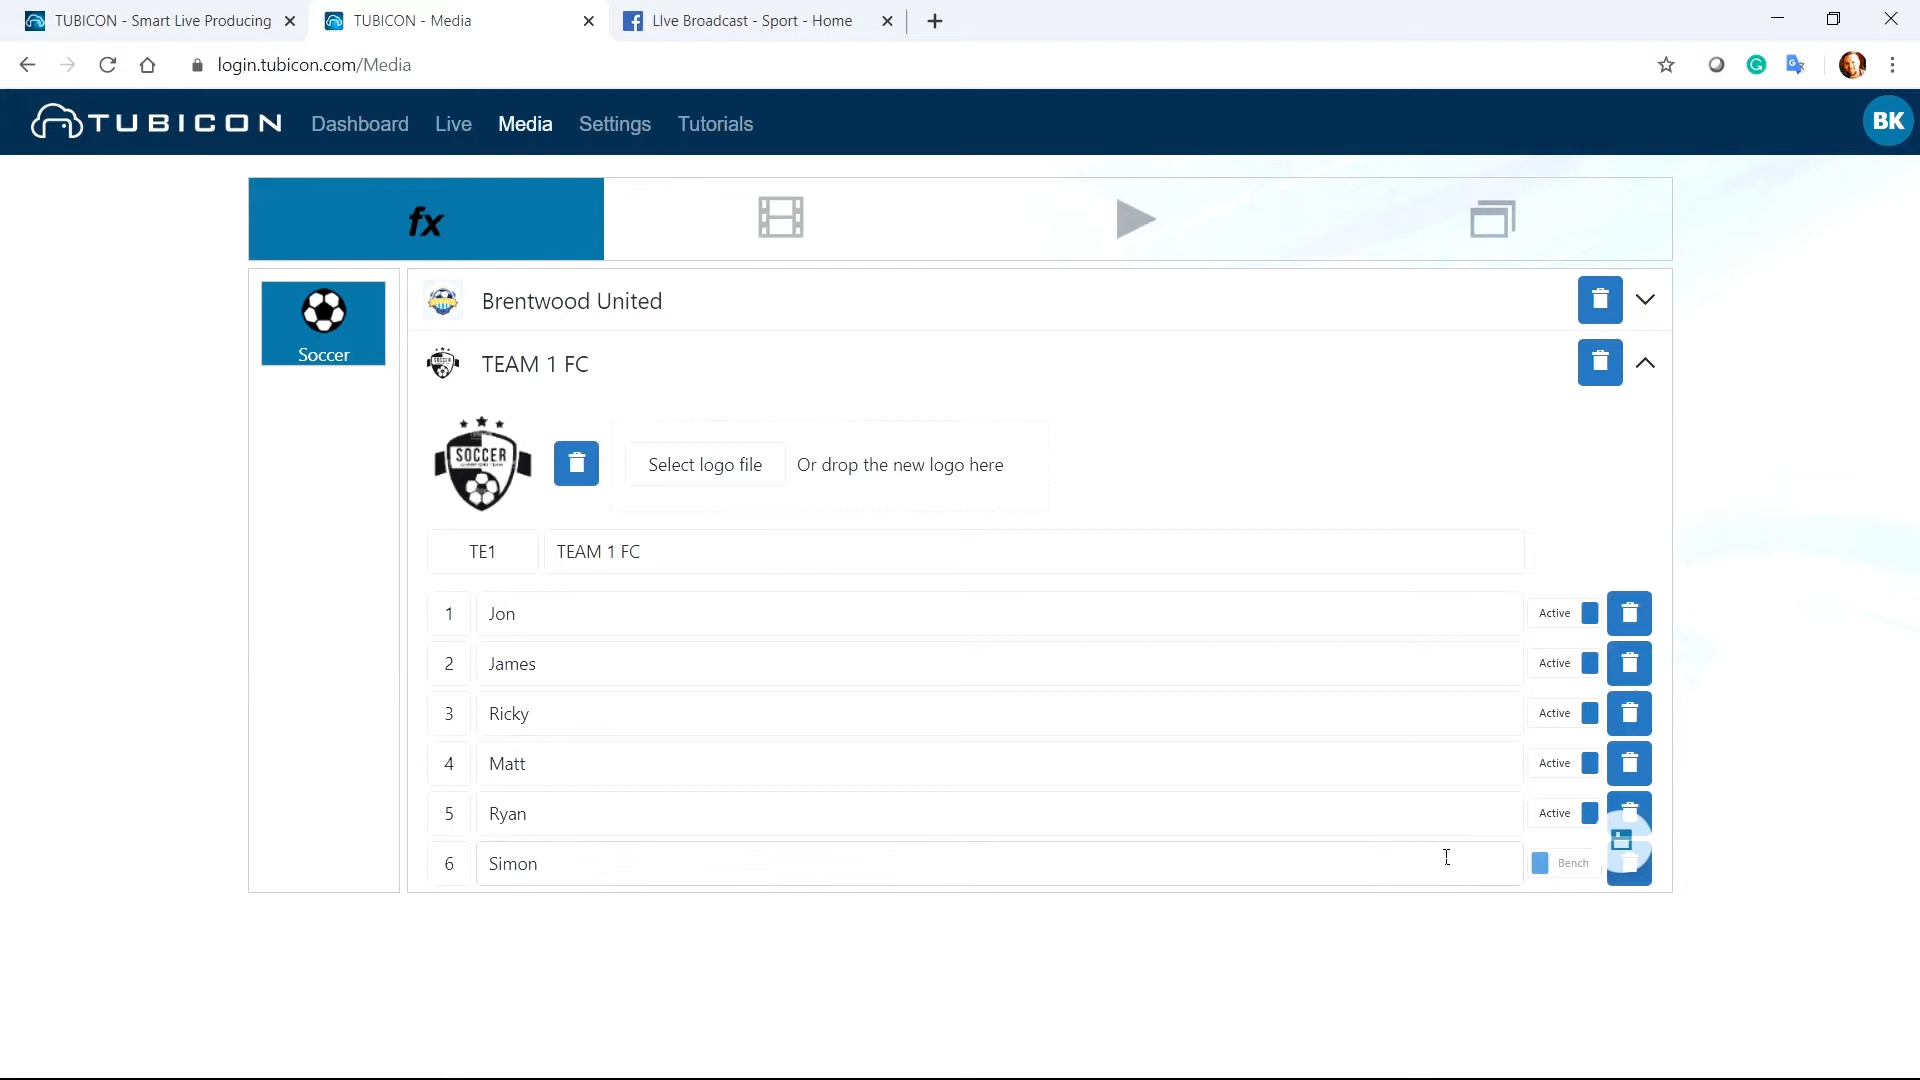 TUBICON - Smart Live Producing
TUBICON - Media
LIve Broadcast - Sport - Home
login.tubicon.com/Media
TUBICON Dashboard Live Media Settings Tutorials BK
fx
Soccer
Brentwood United
TEAM 1 FC
SOCCER
Select logo file Or drop the new logo here
TE1 TEAM 1 FC
1 Jon Active
2 James Active
3 Ricky Active
4 Matt Active
5 Ryan Active
6 Simon Bench